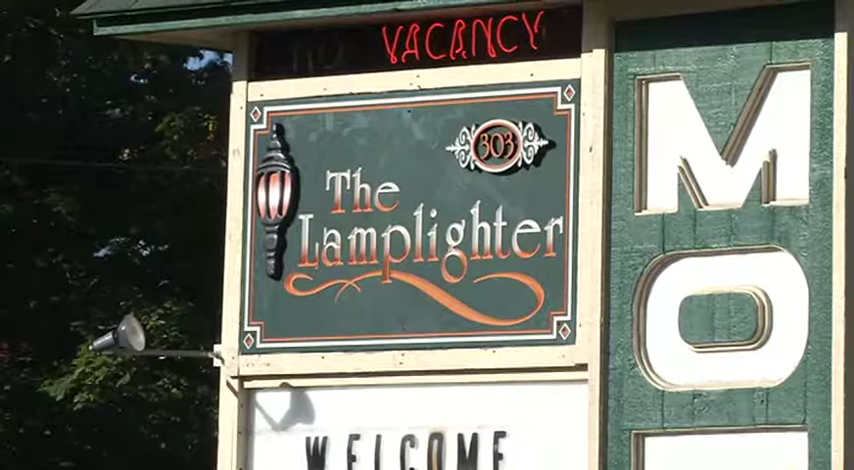 VACANCY
303
The
Lamplighter
WELCOME
MO